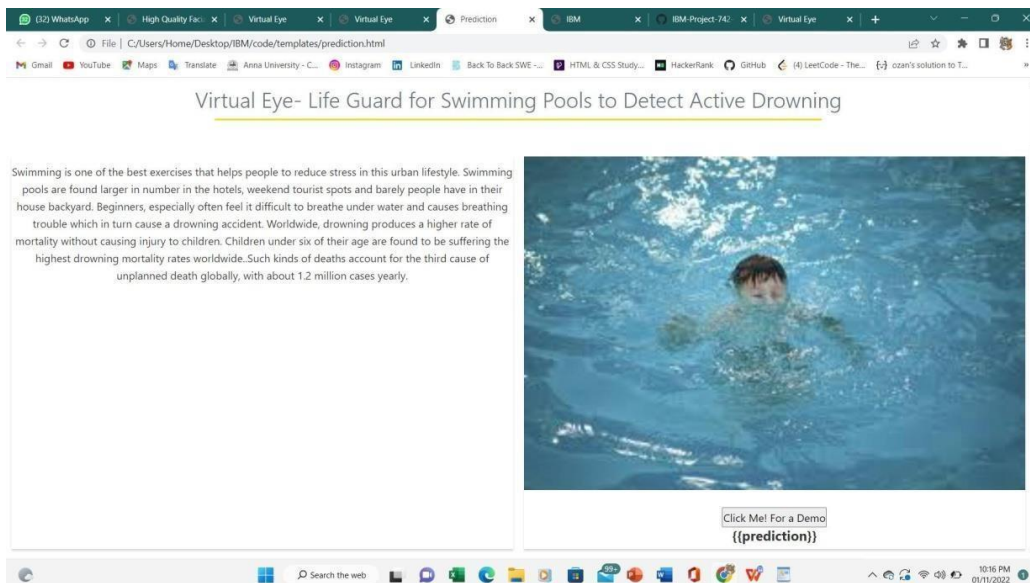 (32) WhatsApp
High Quality Fac
Virtual Eye
Virtual Eye
Prediction
IBM
IBM-Project-742
Virtual Eye
File | C:/Users/Home/Desktop/IBM/code/templates/prediction.html
Gmail YouTube Maps Translate Anna University - C... Instagram LinkedIn Back To Back SWE -... HTML & CSS Study... HackerRank GitHub (4) LeetCode - The... ozan's solution to T...
Virtual Eye- Life Guard for Swimming Pools to Detect Active Drowning
Swimming is one of the best exercises that helps people to reduce stress in this urban lifestyle. Swimming
pools are found larger in number in the hotels, weekend tourist spots and barely people have in their
house backyard. Beginners, especially often feel it difficult to breathe under water and causes breathing
trouble which in turn cause a drowning accident. Worldwide, drowning produces a higher rate of
mortality without causing injury to children. Children under six of their age are found to be suffering the
highest drowning mortality rates worldwide..Such kinds of deaths account for the third cause of
unplanned death globally, with about 1.2 million cases yearly.
Click Me! For a Demo
{{prediction}}
Search the web
99+
10:16 PM
01/11/2022